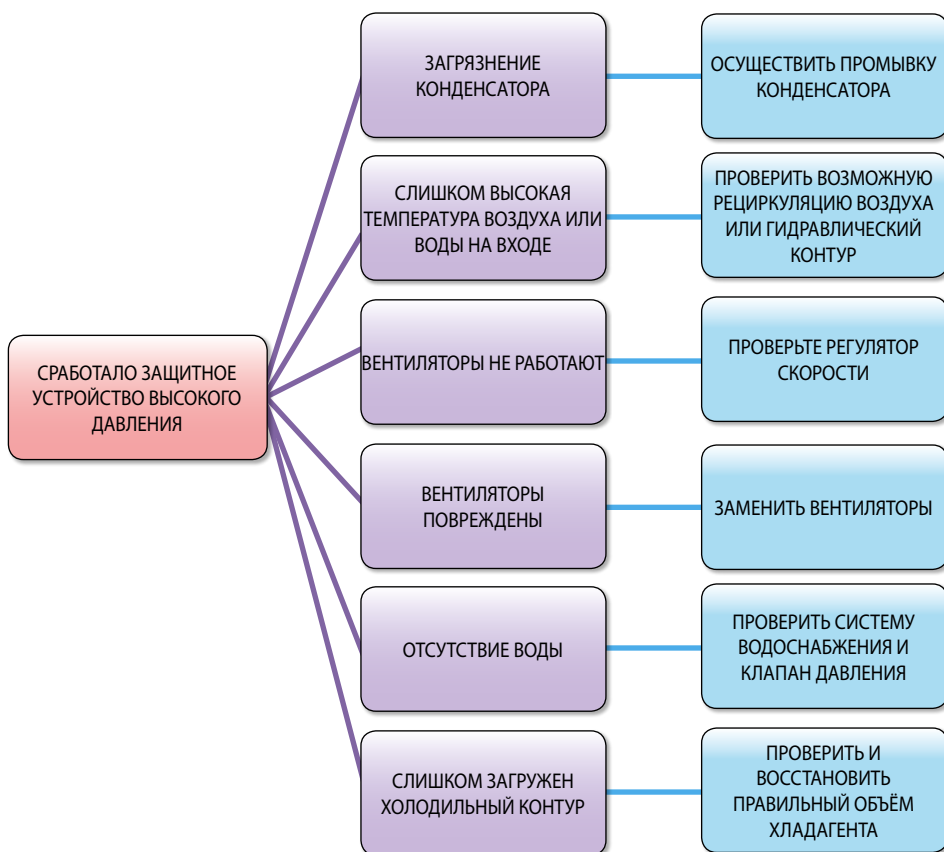 ЗАГРЯЗНЕНИЕ
КОНДЕНСАТОРА
ОСУЩЕСТВИТЬ ПРОМЫВКУ
КОНДЕНСАТОРА
СЛИШКОМ ВЫСОКАЯ
ТЕМПЕРАТУРА ВОЗДУХА ИЛИ
ВОДЫ НА ВХОДЕ
ПРОВЕРИТЬ ВОЗМОЖНУЮ
РЕЦИРКУЛЯЦИЮ ВОЗДУХА
ИЛИ ГИДРАВЛИЧЕСКИЙ
КОНТУР
СРАБОТАЛО ЗАЩИТНОЕ
УСТРОЙСТВО ВЫСОКОГО
ДАВЛЕНИЯ
ВЕНТИЛЯТОРЫ НЕ РАБОТАЮТ
ПРОВЕРЬТЕ РЕГУЛЯТОР
СКОРОСТИ
ВЕНТИЛЯТОРЫ
ПОВРЕЖДЕНЫ
ЗАМЕНИТЬ ВЕНТИЛЯТОРЫ
ОТСУТСТВИЕ ВОДЫ
ПРОВЕРИТЬ СИСТЕМУ
ВОДОСНАБЖЕНИЯ И
КЛАПАН ДАВЛЕНИЯ
СЛИШКОМ ЗАГРУЖЕН
ХОЛОДИЛЬНЫЙ КОНТУР
ПРОВЕРИТЬ И
ВОССТАНОВИТЬ
ПРАВИЛЬНЫЙ ОБЪЁМ
ХЛАДАГЕНТА